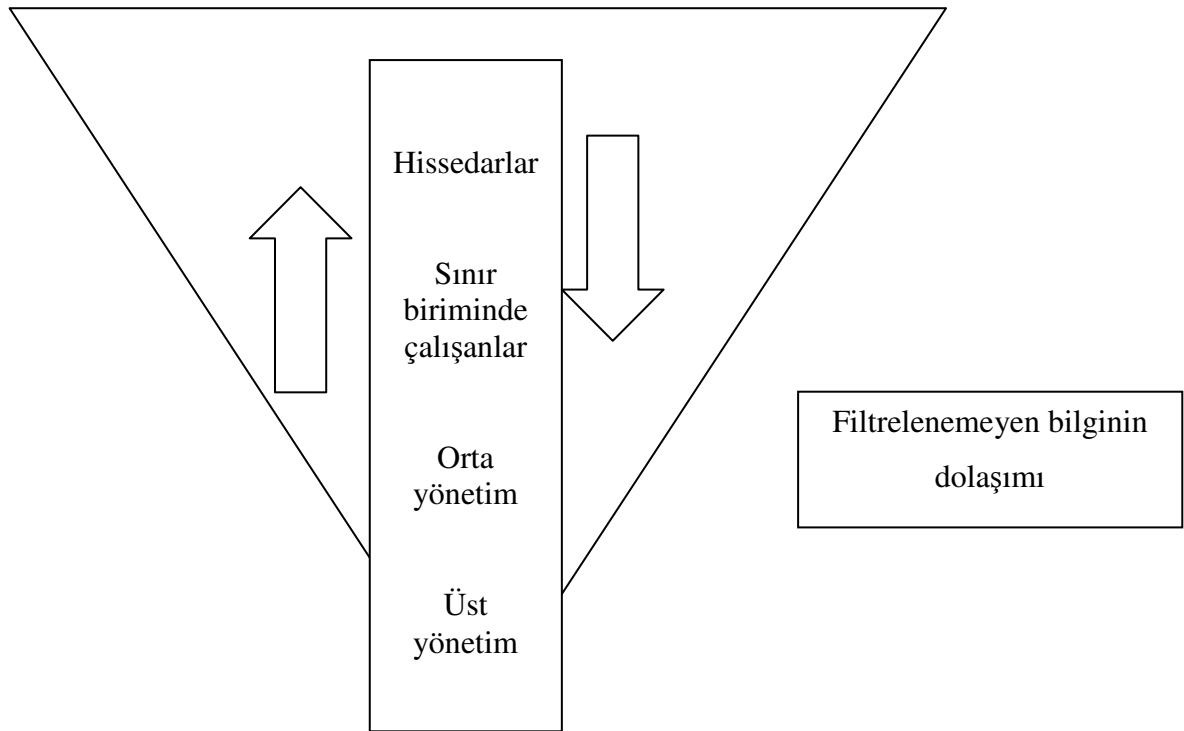 Hissedarlar
Sınır
biriminde
çalışanlar
Orta
yönetim
Üst
yönetim
Filtrelenemeyen bilginin
dolaşımı